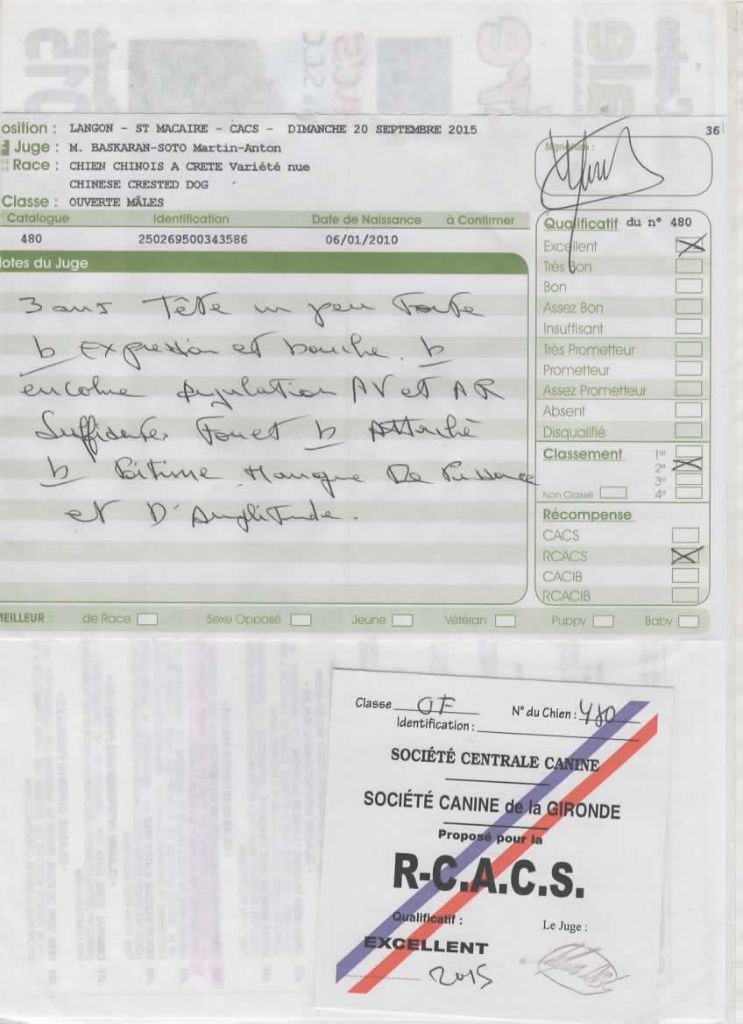 osition : LANGON - ST MACAIRE - CACS - DIMANCHE 20 SEPTEMBRE 2015
36
Juge : M. BASKARAN-SOTO Martin-Anton
Race : CHIEN CHINOIS A CRETE Variété nue
CHINESE CRESTED DOG
Classe : OUVERTE MÂLES
Catalogue Identification Date de Naissance à Confirmer
480 250269500343586 06/01/2010
otes du Juge
3 ans Tête un peu Forte
b Expression et bouche. b
encolure Angulation AV et AR
Suffisantes Fouet b Attaché
b Manque De Puissance
et D'Amplitude.
Qualificatif du n° 480
Excellent
Très Bon
Bon
Assez Bon
Insuffisant
Très Prometteur
Prometteur
Assez Prometteur
Absent
Disqualifié
Classement 1er
2e
3e
Non Classé 4e
Récompense
CACS
RCACS
CACIB
RCACIB
MEILLEUR : de Race Sexe Opposé Jeune Vétéran Puppy Baby
Classe N° du Chien : 480
Identification :
SOCIÉTÉ CENTRALE CANINE
SOCIÉTÉ CANINE de la GIRONDE
Proposé pour la
R-C.A.C.S.
Qualificatif : Le Juge :
EXCELLENT
2015